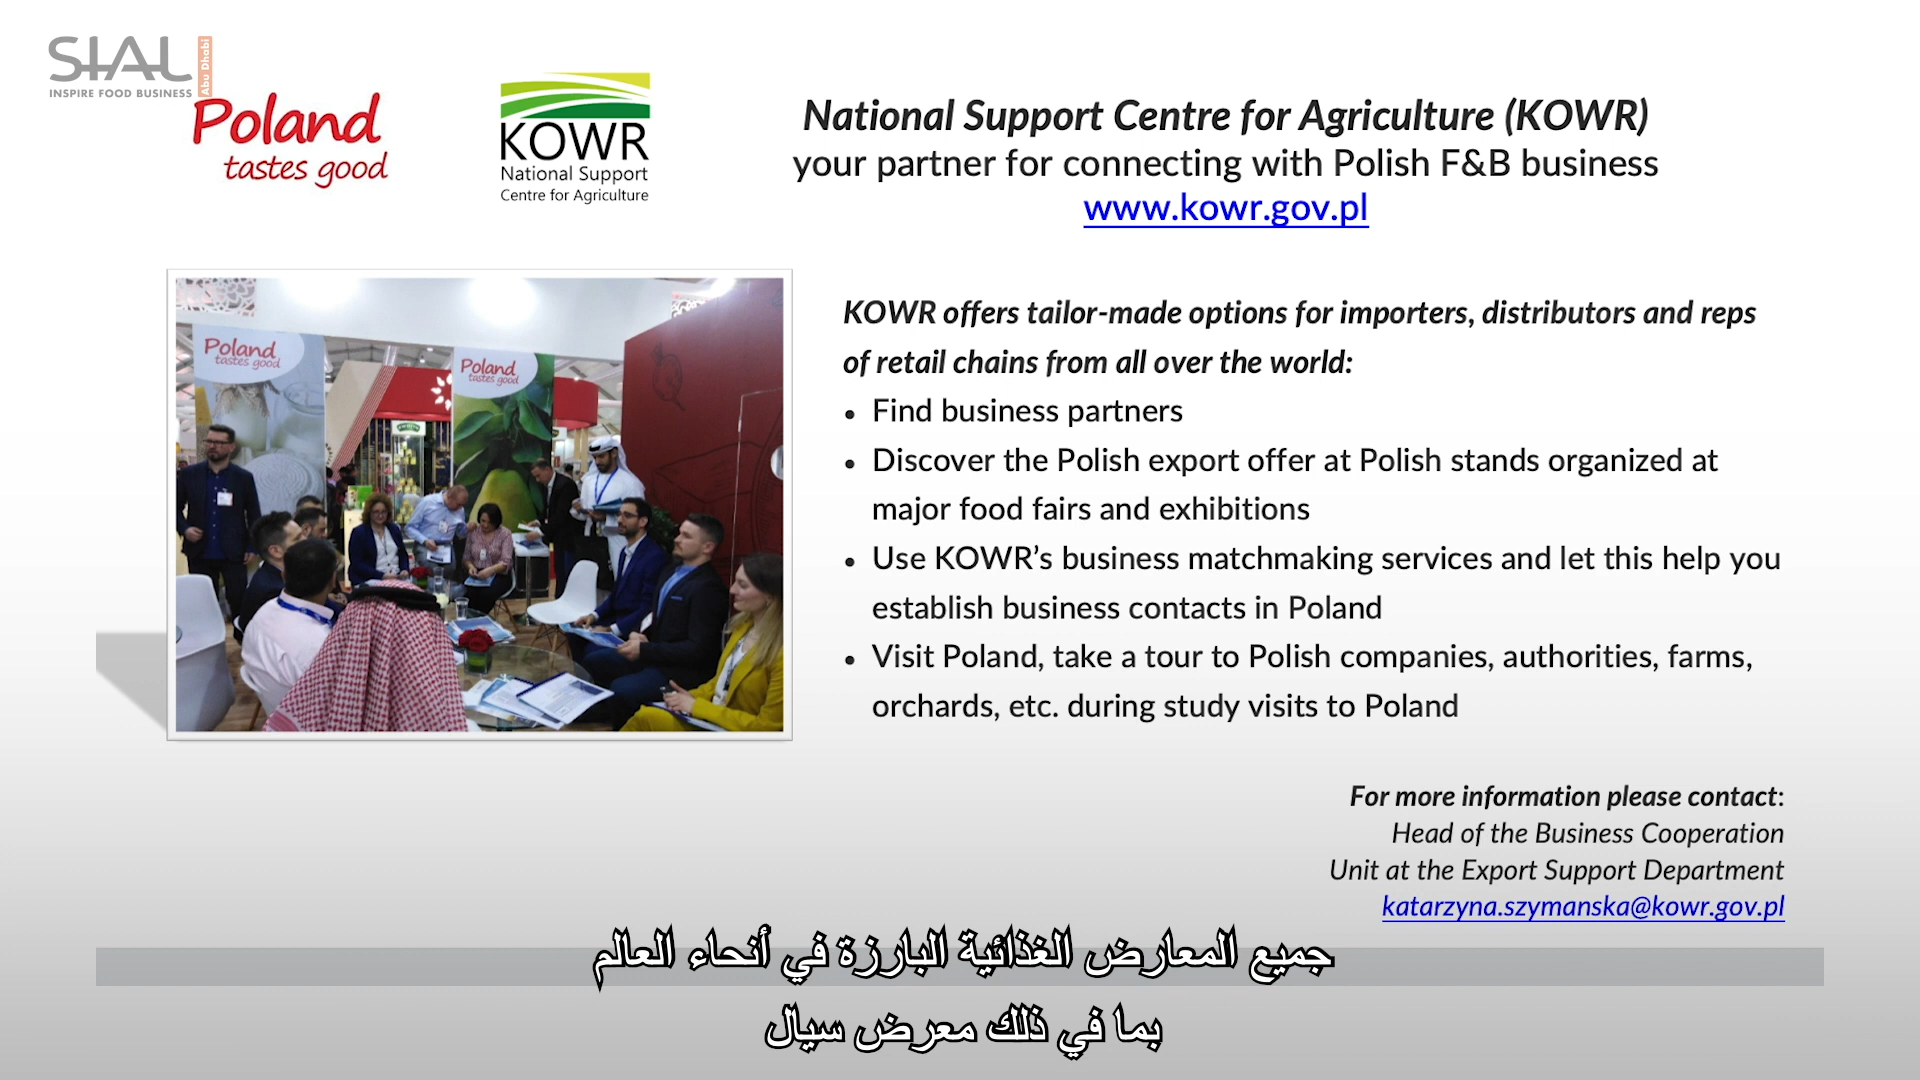 SIAL
Abu Dhabi
INSPIRE FOOD BUSINESS
Poland
tastes good
KOWR
National Support
Centre for Agriculture
National Support Centre for Agriculture (KOWR)
your partner for connecting with Polish F&B business
www.kowr.gov.pl
Poland
tastes good
Poland
tastes good
KOWR offers tailor-made options for importers, distributors and reps
of retail chains from all over the world:
• Find business partners
• Discover the Polish export offer at Polish stands organized at
major food fairs and exhibitions
• Use KOWR’s business matchmaking services and let this help you
establish business contacts in Poland
• Visit Poland, take a tour to Polish companies, authorities, farms,
orchards, etc. during study visits to Poland
For more information please contact:
Head of the Business Cooperation
Unit at the Export Support Department
katarzyna.szymanska@kowr.gov.pl
جميع المعارض الغذائية البارزة في أنحاء العالم
بما في ذلك معرض سيال